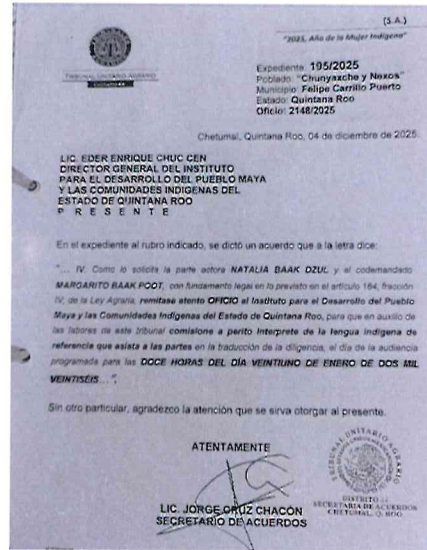 (S.A.)
"2025, Año de la Mujer Indígena"
TRIBUNAL UNITARIO AGRARIO
Expediente: 195/2025
Poblado: "Chunyaxche y Nexos"
Municipio: Felipe Carrillo Puerto
Estado: Quintana Roo
Oficio: 2148/2025
Chetumal, Quintana Roo, 04 de diciembre de 2025.
LIC. EDER ENRIQUE CHUC CEN
DIRECTOR GENERAL DEL INSTITUTO
PARA EL DESARROLLO DEL PUEBLO MAYA
Y LAS COMUNIDADES INDIGENAS DEL
ESTADO DE QUINTANA ROO
P R E S E N T E
En el expediente al rubro indicado, se dictó un acuerdo que a la letra dice:
"... IV. Como lo solicita la parte actora NATALIA BAAK DZUL y el codemandado
MARGARITO BAAK POOT, con fundamento legal en lo previsto en el artículo 164, fracción
IV, de la Ley Agraria, remítase atento OFICIO al Instituto para el Desarrollo del Pueblo
Maya y las Comunidades Indígenas del Estado de Quintana Roo, para que en auxilio de
las labores de este tribunal comisione a perito interprete de la lengua indígena de
referencia que asista a las partes en la traducción de la diligencia, el día de la audiencia
programada para las DOCE HORAS DEL DÍA VEINTIUNO DE ENERO DE DOS MIL
VEINTISÉIS...",
Sin otro particular, agradezco la atención que se sirva otorgar al presente.
ATENTAMENTE
LIC. JORGE CRUZ CHACÓN
SECRETARIO DE ACUERDOS
TRIBUNAL UNITARIO AGRARIO
DISTRITO 44
SECRETARIA DE ACUERDOS
CHETUMAL, Q. ROO